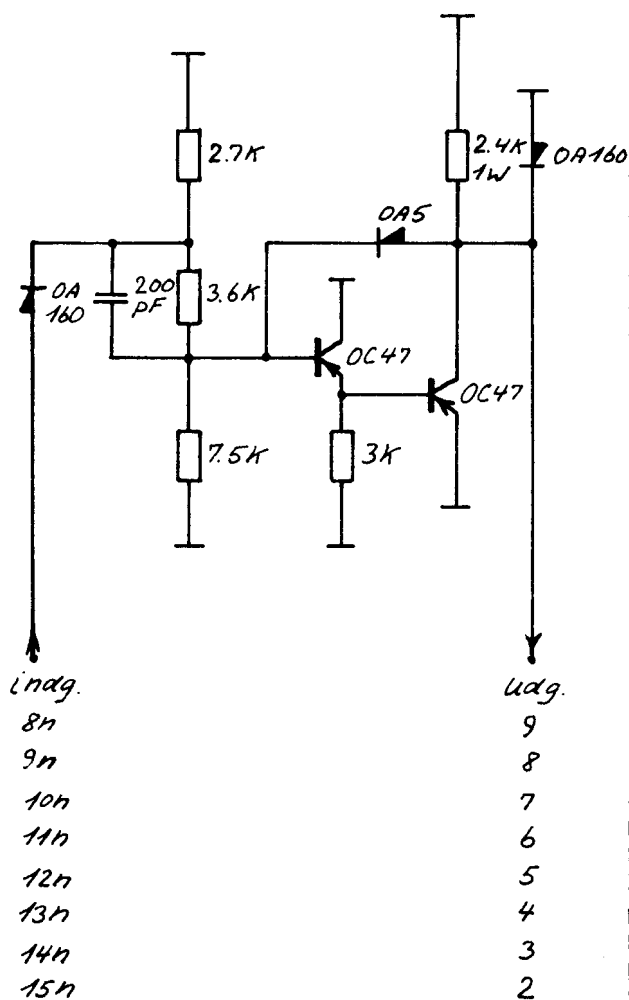 2.7K
2.4K
1W
OA160
OA5
OA
160
200
PF
3.6K
OC47
OC47
7.5K
3K
indg.
udg.
8n 9
9n 8
10n 7
11n 6
12n 5
13n 4
14n 3
15n 2